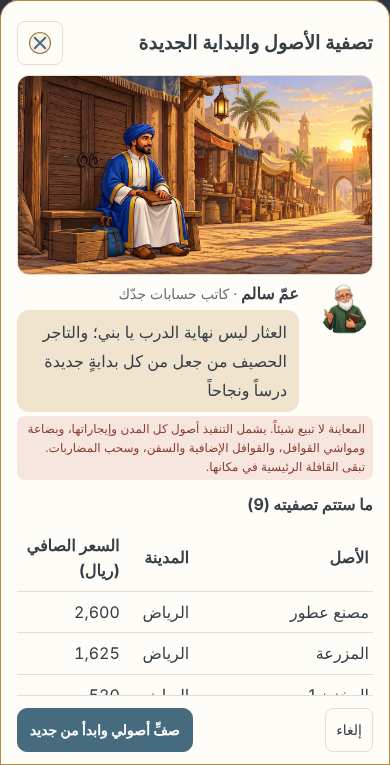 تصفية الأصول والبداية الجديدة
عمّ سالم · كاتب حسابات جدّك
العثار ليس نهاية الدرب يا بني؛ والتاجر
الحصيف من جعل من كل بدايةٍ جديدة
درساً ونجاحاً
المعاينة لا تبيع شيئاً. يشمل التنفيذ أصول كل المدن وإيجاراتها، وبضاعة
ومواشي القوافل، والقوافل الإضافية والسفن، وسحب المضاربات.
تبقى القافلة الرئيسية في مكانها.
ما ستتم تصفيته (9)
الأصل المدينة السعر الصافي
(ريال)
مصنع عطور الرياض 2,600
المزرعة الرياض 1,625
إلغاء صفِّ أصولي وابدأ من جديد